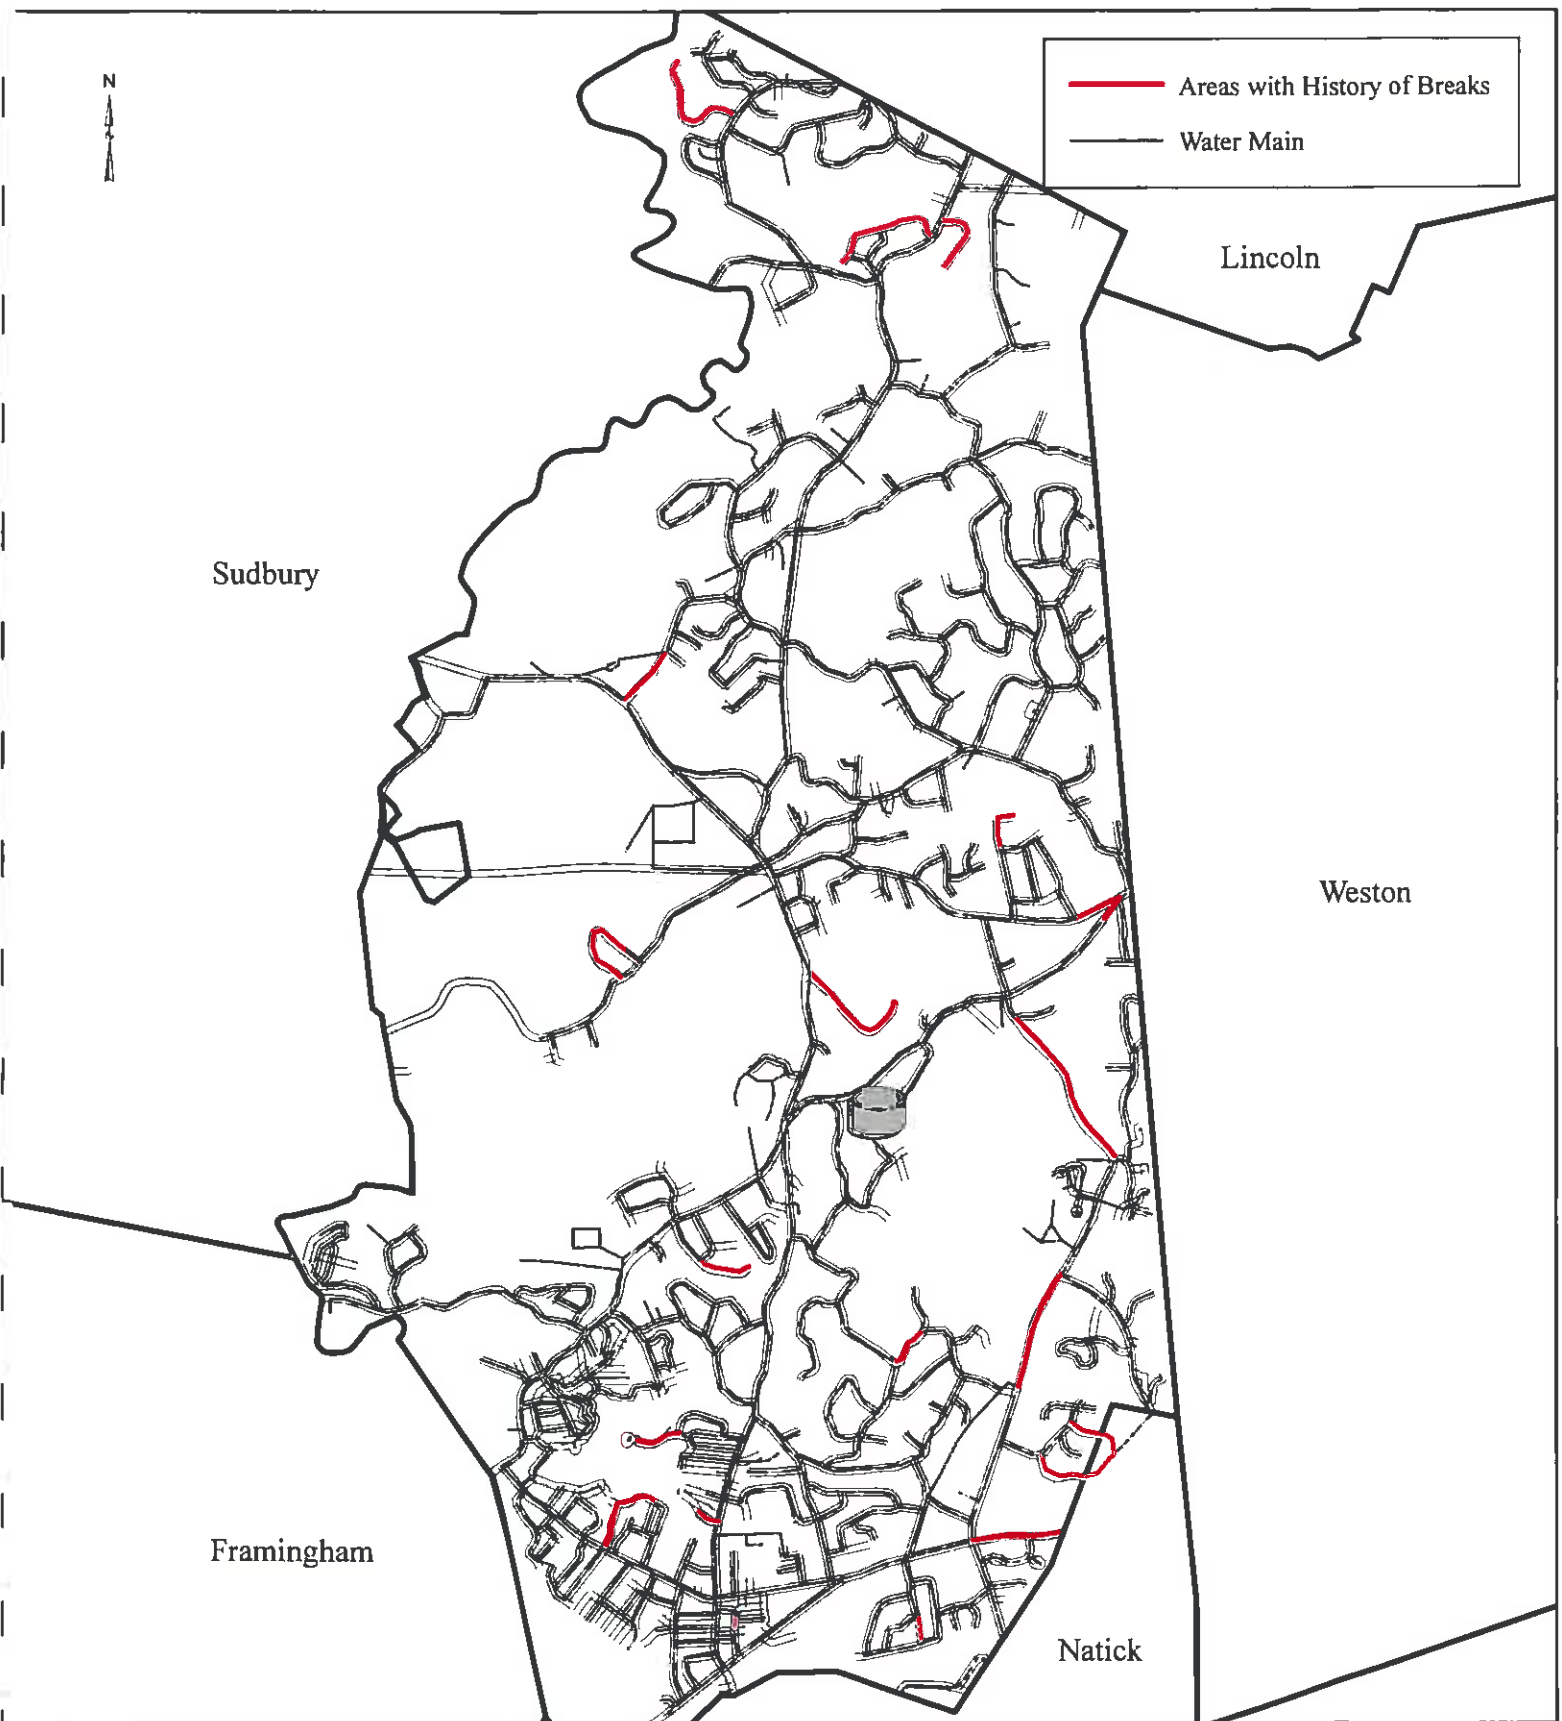 N
Areas with History of Breaks
Water Main
Lincoln
Sudbury
Weston
Framingham
Natick